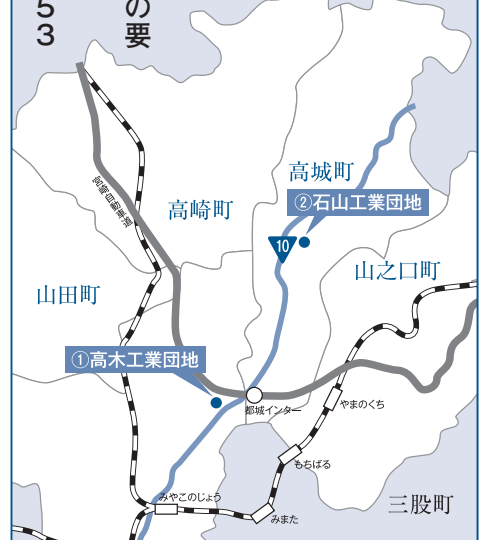 の要
53
高城町
②石山工業団地
宮崎自動車道
高崎町
10
山之口町
山田町
①高木工業団地
都城インター
やまのくち
もちばる
みやこのじょう
みまた
三股町